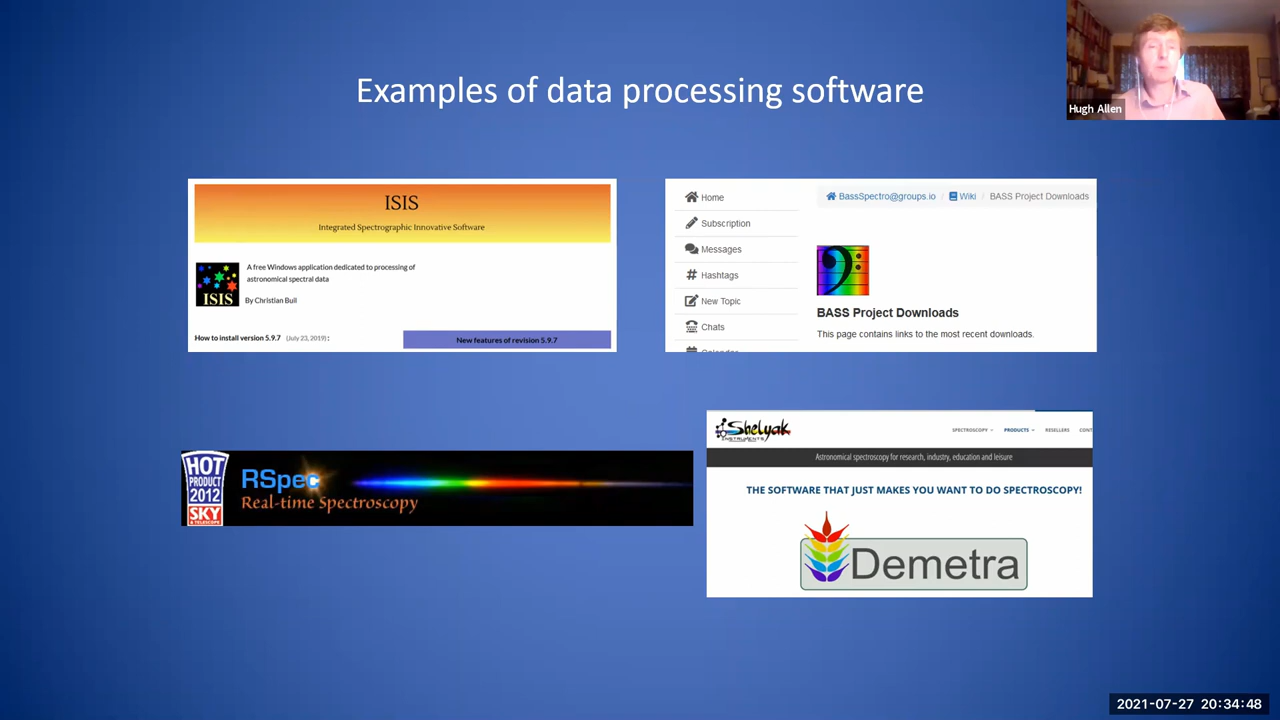 Examples of data processing software
Hugh Allen
ISIS
Integrated Spectrographic Innovative Software
ISIS
A free Windows application dedicated to processing of
astronomical spectral data
By Christian Buil
How to install version 5.9.7 (July 23, 2019) :
New features of revision 5.9.7
Home
Subscription
Messages
Hashtags
New Topic
Chats
BassSpectro@groups.io / Wiki / BASS Project Downloads
BASS Project Downloads
This page contains links to the most recent downloads.
HOT
PRODUCT
2012
SKY
& TELESCOPE
RSpec
Real-time Spectroscopy
Shelyak
INSTRUMENTS
SPECTROSCOPY PRODUCTS RESELLERS CONT
Astronomical spectroscopy for research, industry, education and leisure
THE SOFTWARE THAT JUST MAKES YOU WANT TO DO SPECTROSCOPY!
Demetra
2021-07-27 20:34:48